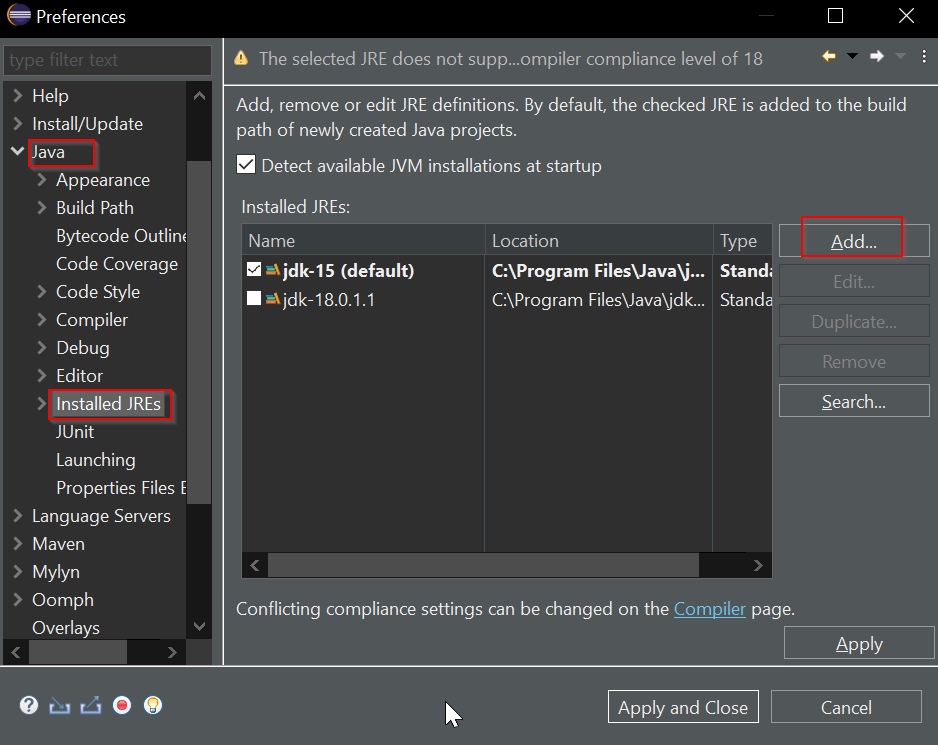 Preferences
type filter text
The selected JRE does not supp...ompiler compliance level of 18
Help
Install/Update
Java
Appearance
Build Path
Bytecode Outline
Code Coverage
Code Style
Compiler
Debug
Editor
Installed JREs
JUnit
Launching
Properties Files E
Language Servers
Maven
Mylyn
Oomph
Overlays
Add, remove or edit JRE definitions. By default, the checked JRE is added to the build
path of newly created Java projects.
Detect available JVM installations at startup
Installed JREs:
Name Location Type
jdk-15 (default) C:\Program Files\Java\j... Standa
jdk-18.0.1.1 C:\Program Files\Java\jdk... Standa
Add...
Edit...
Duplicate...
Remove
Search...
Conflicting compliance settings can be changed on the Compiler page.
Apply
Apply and Close
Cancel